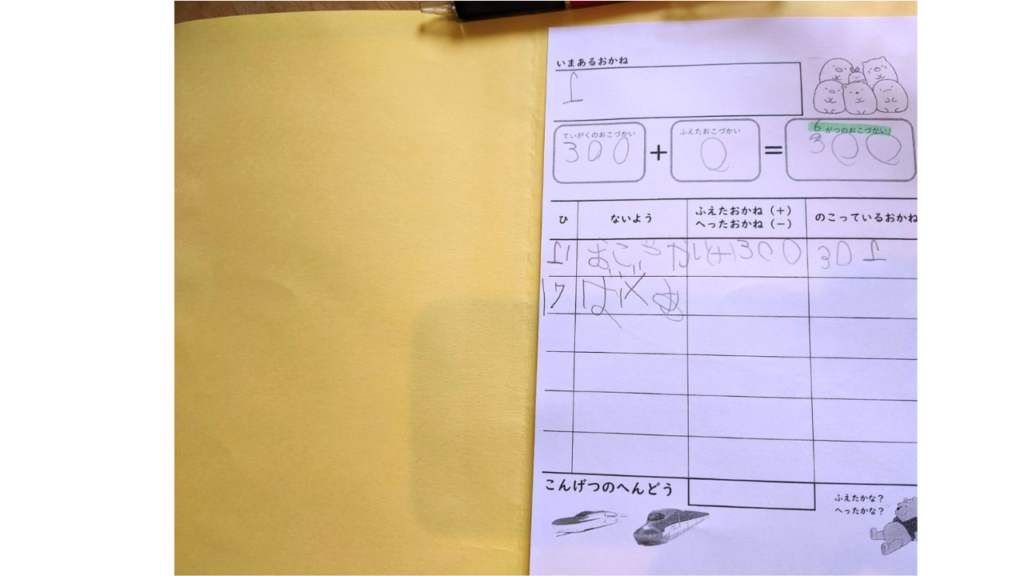 いまあるおかね
1
ていがくのおこづかい
300
+
ふえたおこづかい
0
=
6がつのおこづかい
300
ひ
ないよう
ふえたおかね(+)
へったおかね(−)
のこっているおかね
11 おこづかい (+)300 301
17
こんげつのへんどう
ふえたかな?
へったかな?